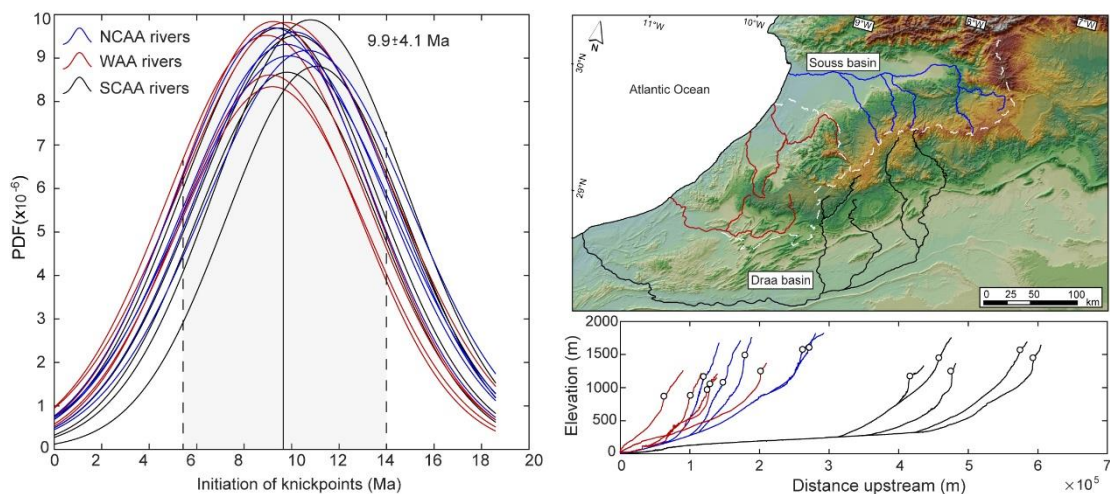 NCAA rivers
WAA rivers
SCAA rivers
9.9±4.1 Ma
PDF(x10⁻⁶)
10
9
8
7
6
5
4
3
2
1
0
0 2 4 6 8 10 12 14 16 18 20
Initiation of knickpoints (Ma)
11°W 10°W 9°W 8°W 7°W
30°N
29°N
N
Souss basin
Atlantic Ocean
Draa basin
0 25 50 100
km
Elevation (m)
2000
1500
1000
500
0
0 1 2 3 4 5 6 7
Distance upstream (m) ×10⁵